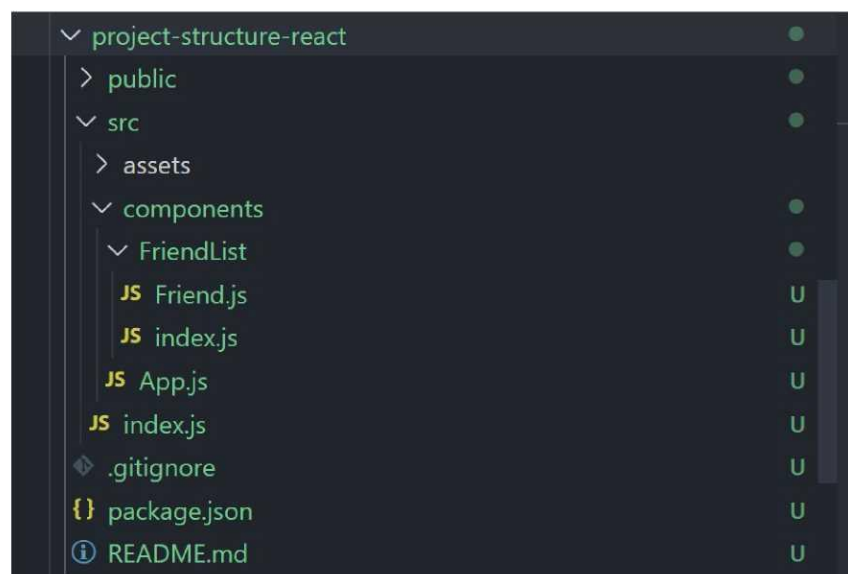 project-structure-react
public
src
assets
components
FriendList
JS Friend.js U
JS index.js U
JS App.js U
JS index.js U
.gitignore U
{} package.json U
README.md U